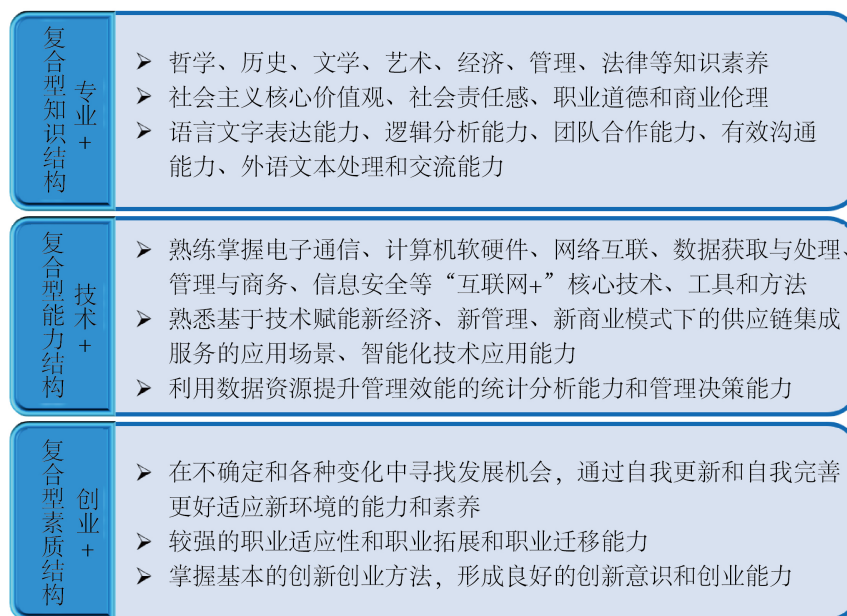 复合型知识结构
专业+
➢ 哲学、历史、文学、艺术、经济、管理、法律等知识素养
➢ 社会主义核心价值观、社会责任感、职业道德和商业伦理
➢ 语言文字表达能力、逻辑分析能力、团队合作能力、有效沟通
能力、外语文本处理和交流能力
复合型能力结构
技术+
➢ 熟练掌握电子通信、计算机软硬件、网络互联、数据获取与处理、
管理与商务、信息安全等“互联网+”核心技术、工具和方法
➢ 熟悉基于技术赋能新经济、新管理、新商业模式下的供应链集成
服务的应用场景、智能化技术应用能力
➢ 利用数据资源提升管理效能的统计分析能力和管理决策能力
复合型素质结构
创业+
➢ 在不确定和各种变化中寻找发展机会，通过自我更新和自我完善
更好适应新环境的能力和素养
➢ 较强的职业适应性和职业拓展和职业迁移能力
➢ 掌握基本的创新创业方法，形成良好的创新意识和创业能力